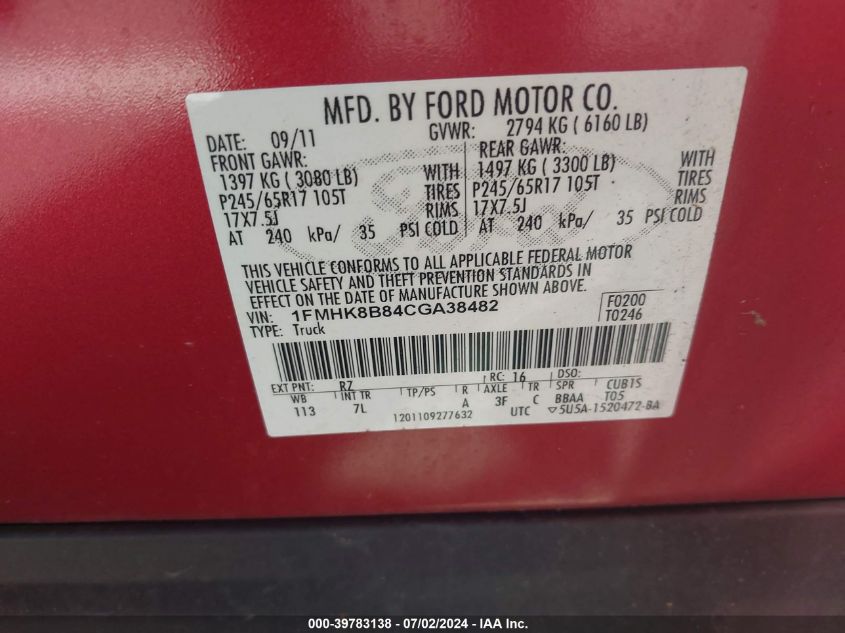 MFD. BY FORD MOTOR CO.
DATE: 09/11 GVWR: 2794 KG ( 6160 LB)
FRONT GAWR: REAR GAWR:
1397 KG ( 3080 LB) WITH 1497 KG ( 3300 LB) WITH
P245/65R17 105T TIRES P245/65R17 105T TIRES
17X7.5J RIMS 17X7.5J RIMS
AT 240 kPa/ 35 PSI COLD AT 240 kPa/ 35 PSI COLD
THIS VEHICLE CONFORMS TO ALL APPLICABLE FEDERAL MOTOR
VEHICLE SAFETY AND THEFT PREVENTION STANDARDS IN
EFFECT ON THE DATE OF MANUFACTURE SHOWN ABOVE.
VIN: 1FMHK8B84CGA38482 F0200
TYPE: Truck T0246
EXT PNT: RZ RC: 16 DSO:
WB INT TR TP/PS R AXLE TR SPR CUB1S
113 7L A 3F C BBAA T05
1201109277632 UTC ▽5U5A-1520472-BA
000-39783138 - 07/02/2024 - IAA Inc.